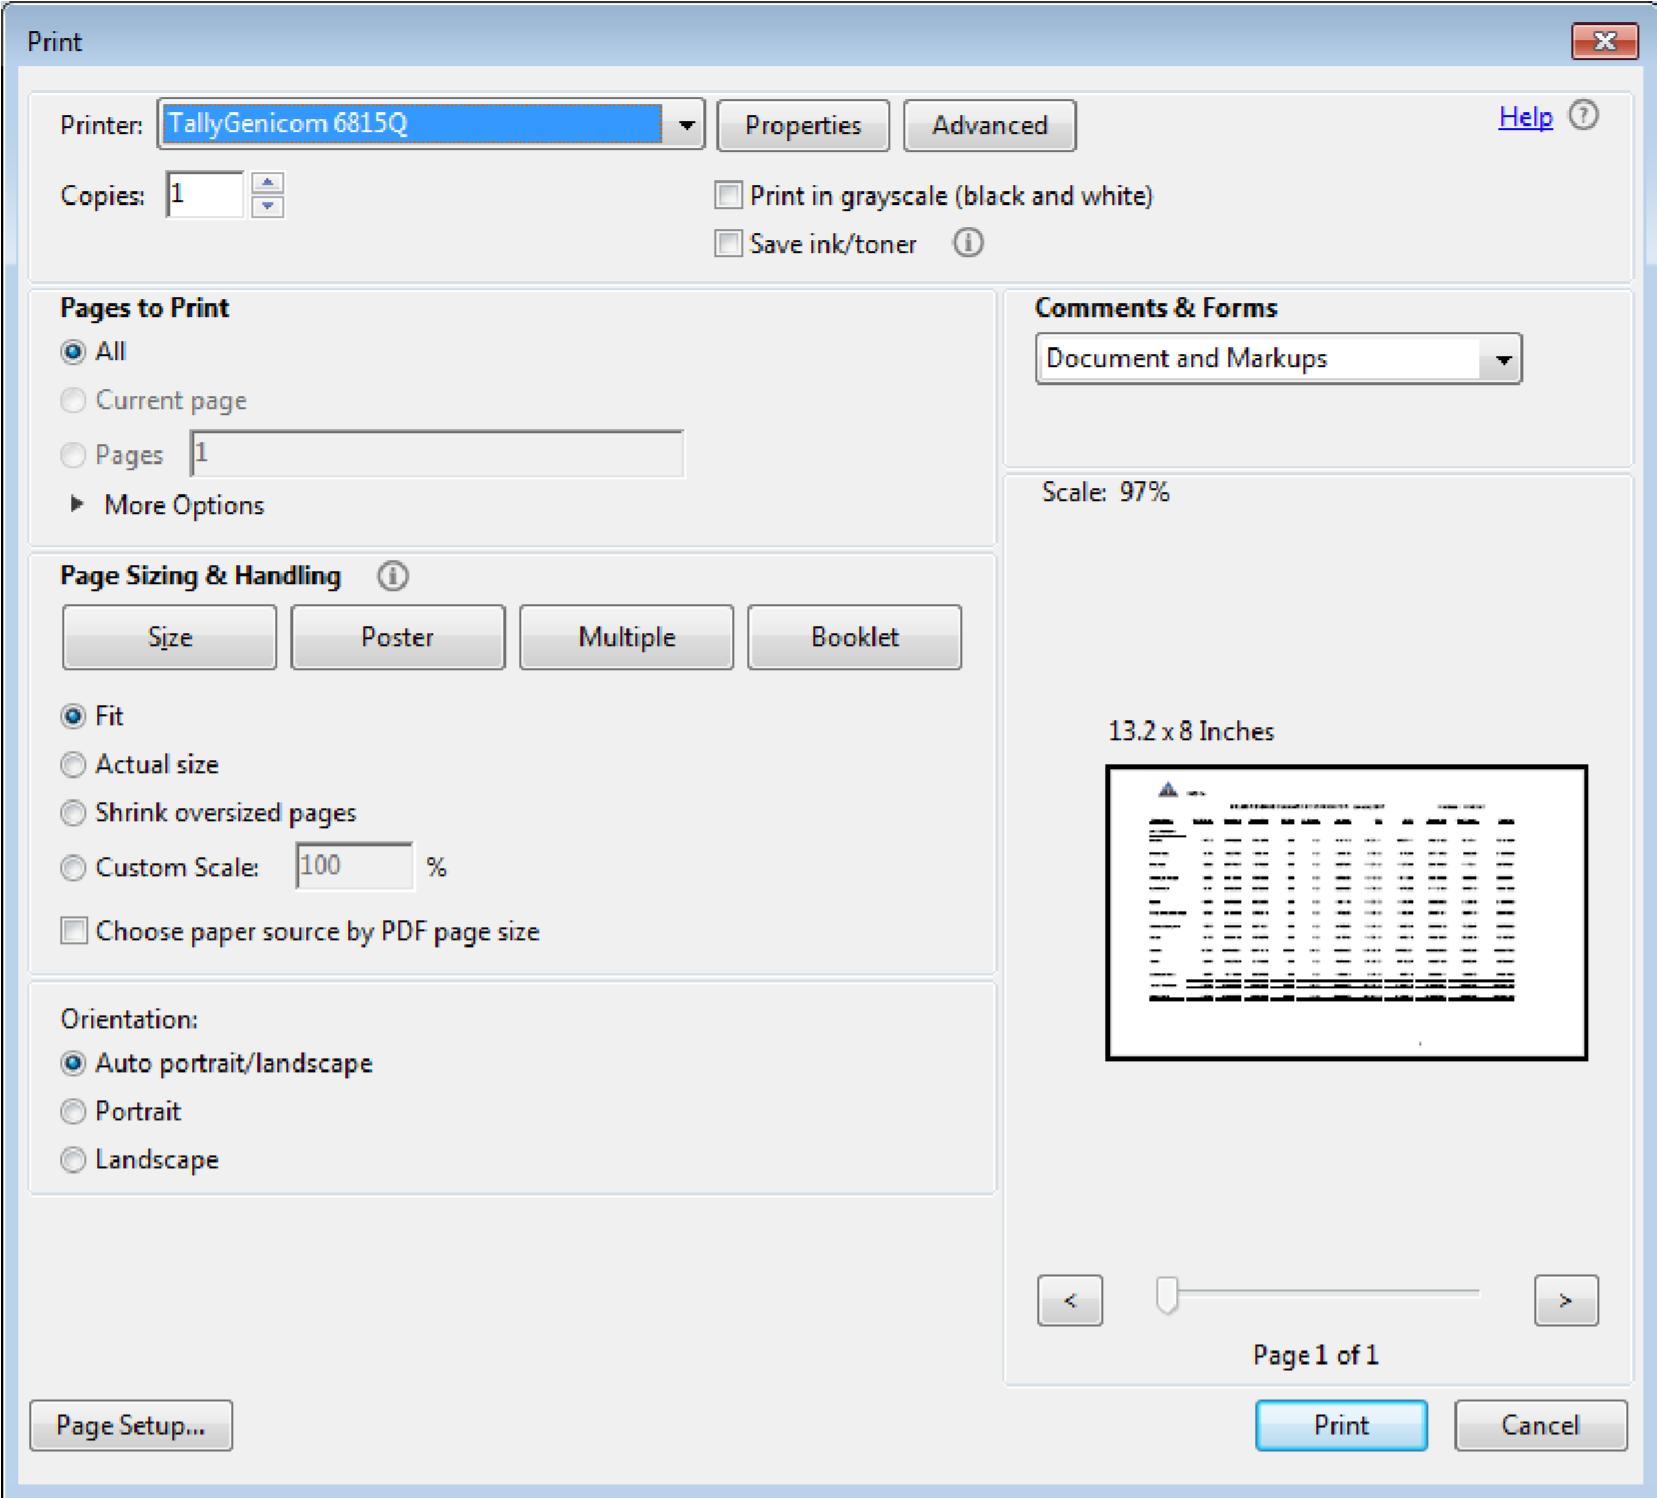 Print
Printer: TallyGenicom 6815Q Properties Advanced Help ?
Copies: 1 Print in grayscale (black and white)
Save ink/toner i
Pages to Print
All
Current page
Pages 1
More Options
Comments & Forms
Document and Markups
Page Sizing & Handling i
Size Poster Multiple Booklet
Fit
Actual size
Shrink oversized pages
Custom Scale: 100 %
Choose paper source by PDF page size
Orientation:
Auto portrait/landscape
Portrait
Landscape
Scale: 97%
13.2 x 8 Inches
< >
Page 1 of 1
Page Setup... Print Cancel